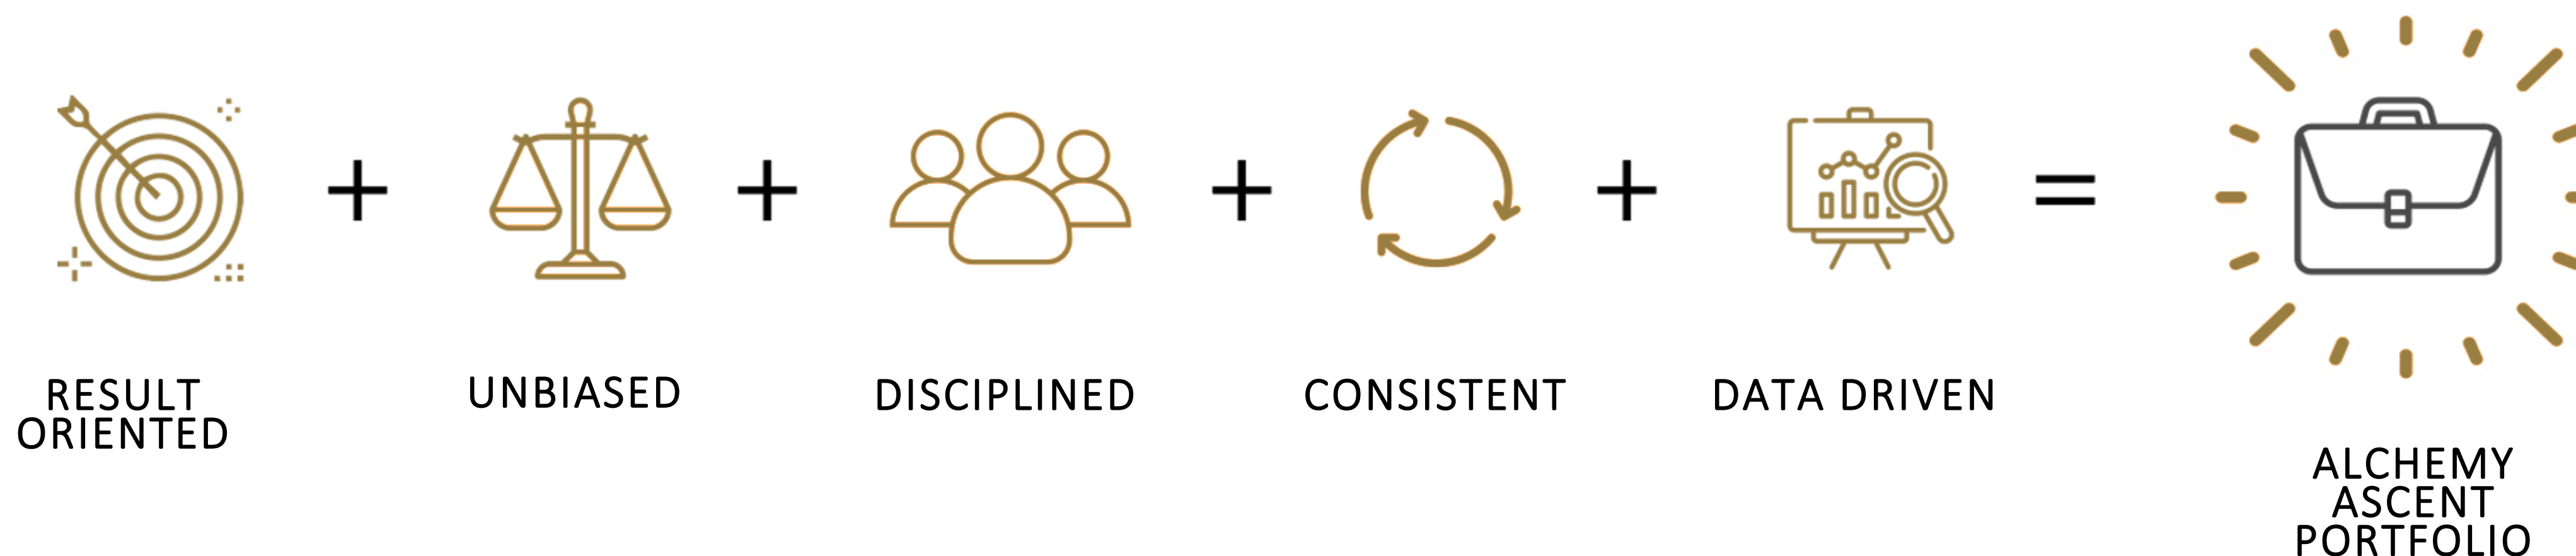 RESULT
ORIENTED
+
UNBIASED
+
DISCIPLINED
+
CONSISTENT
+
DATA DRIVEN
=
ALCHEMY
ASCENT
PORTFOLIO